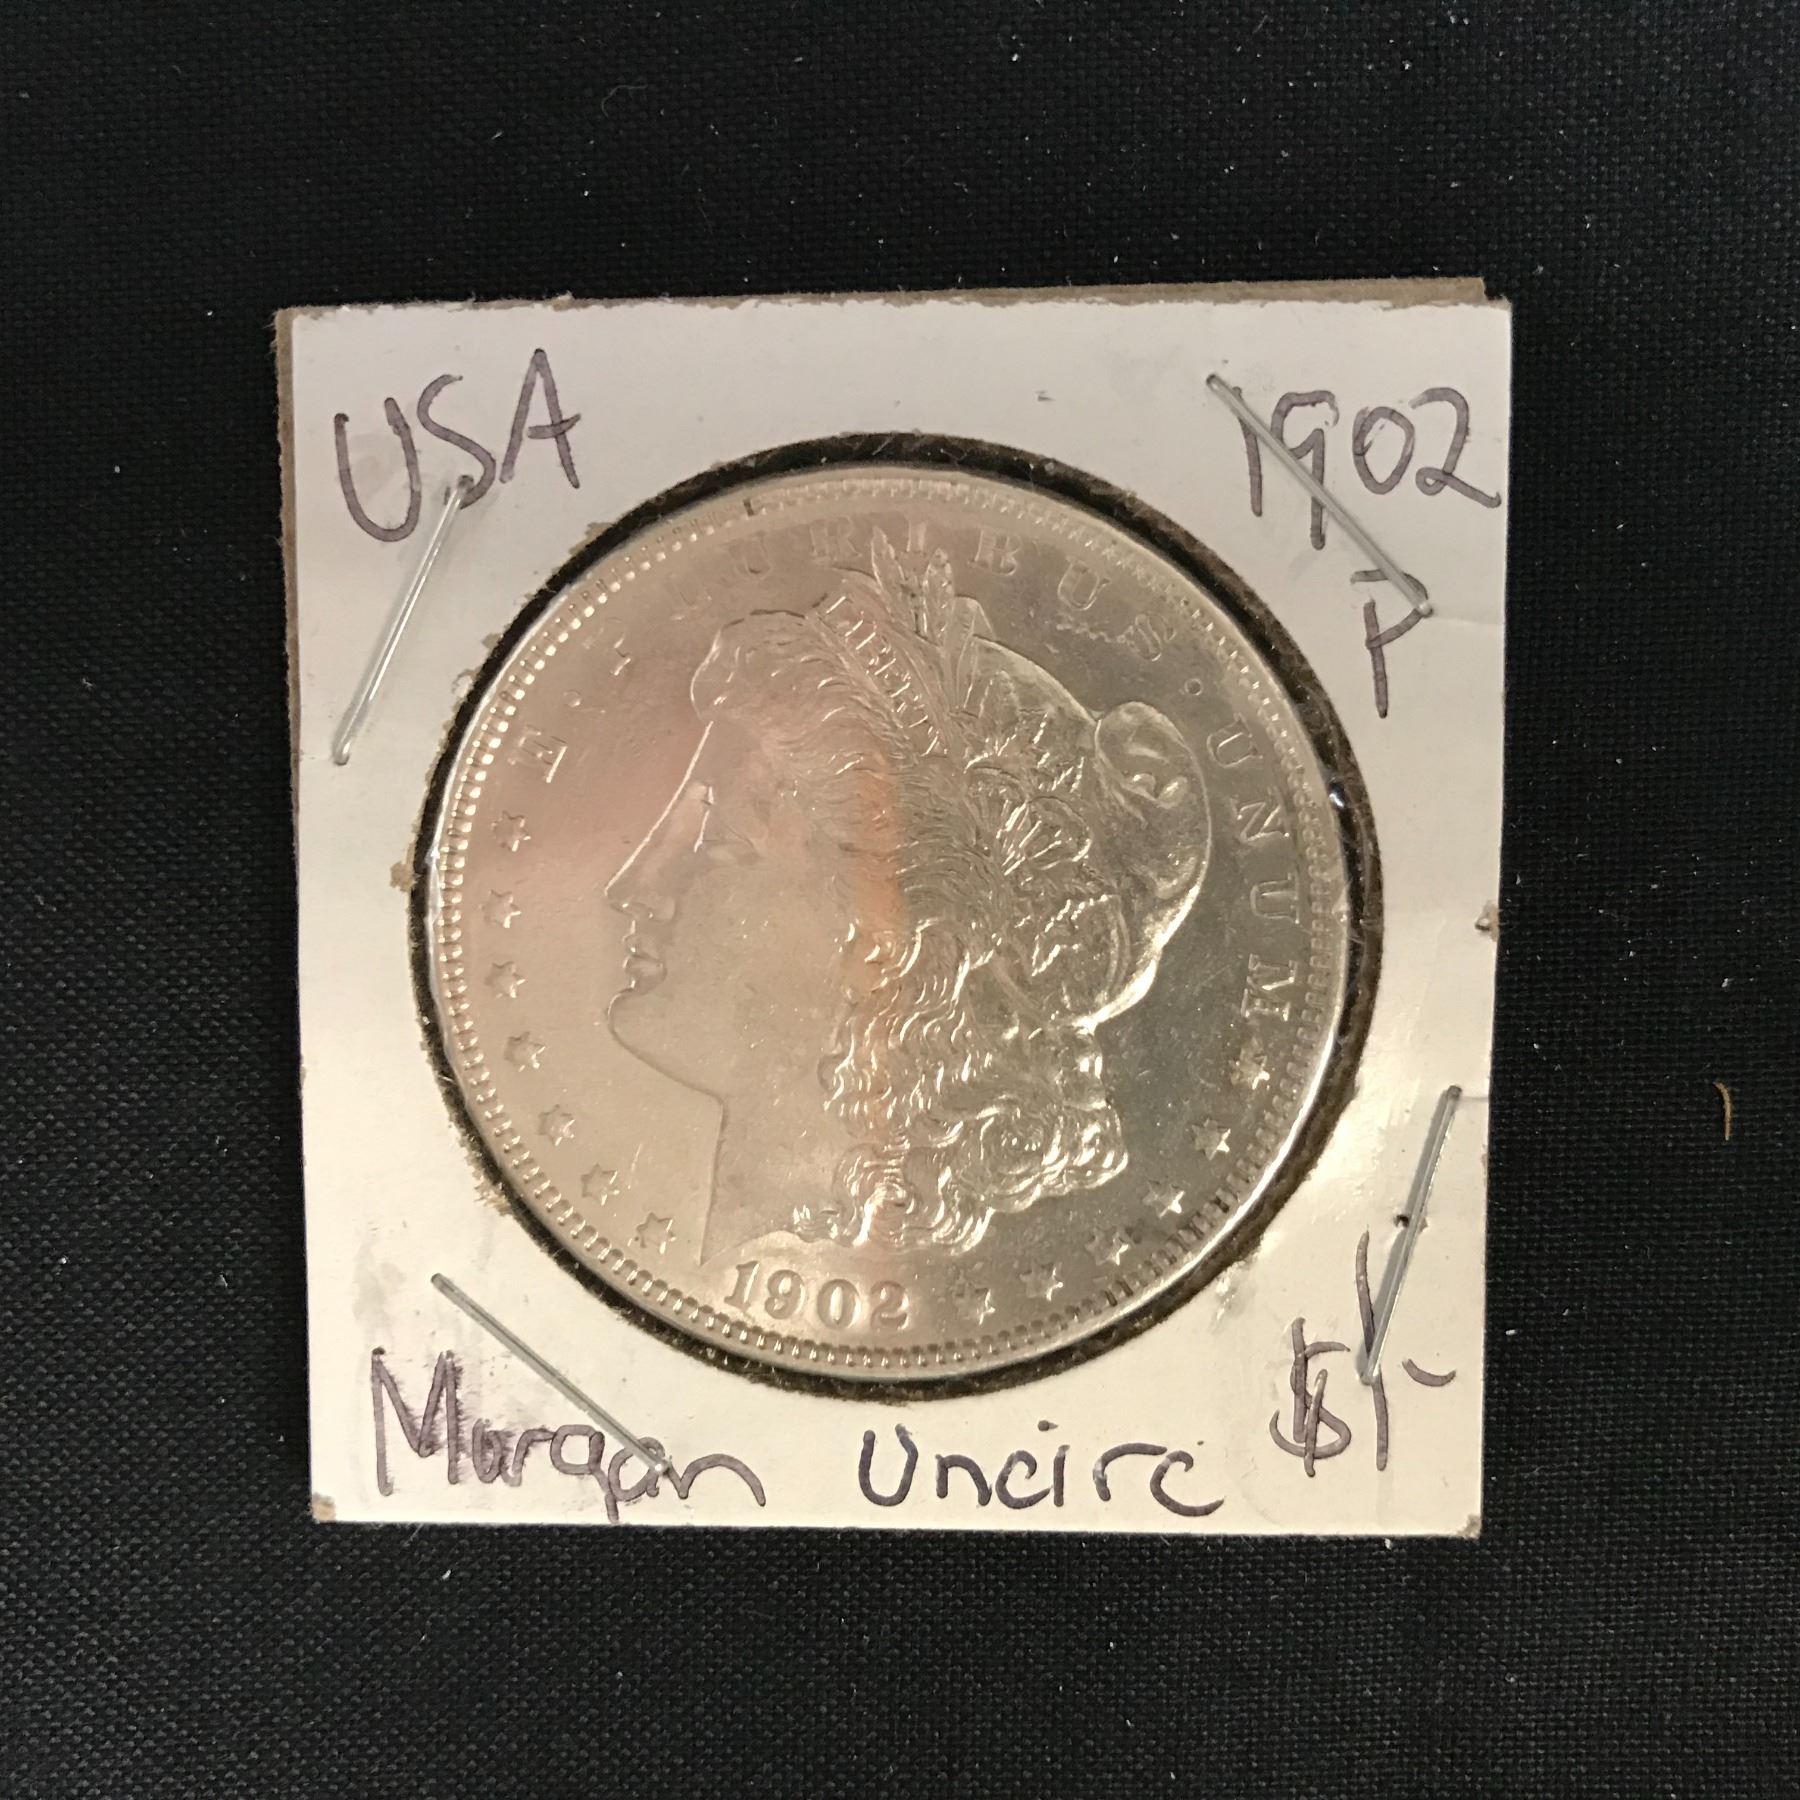 USA
1902
P
E · PLURIBUS · UNUM
LIBERTY
1902
Morgan Uncirc $1-